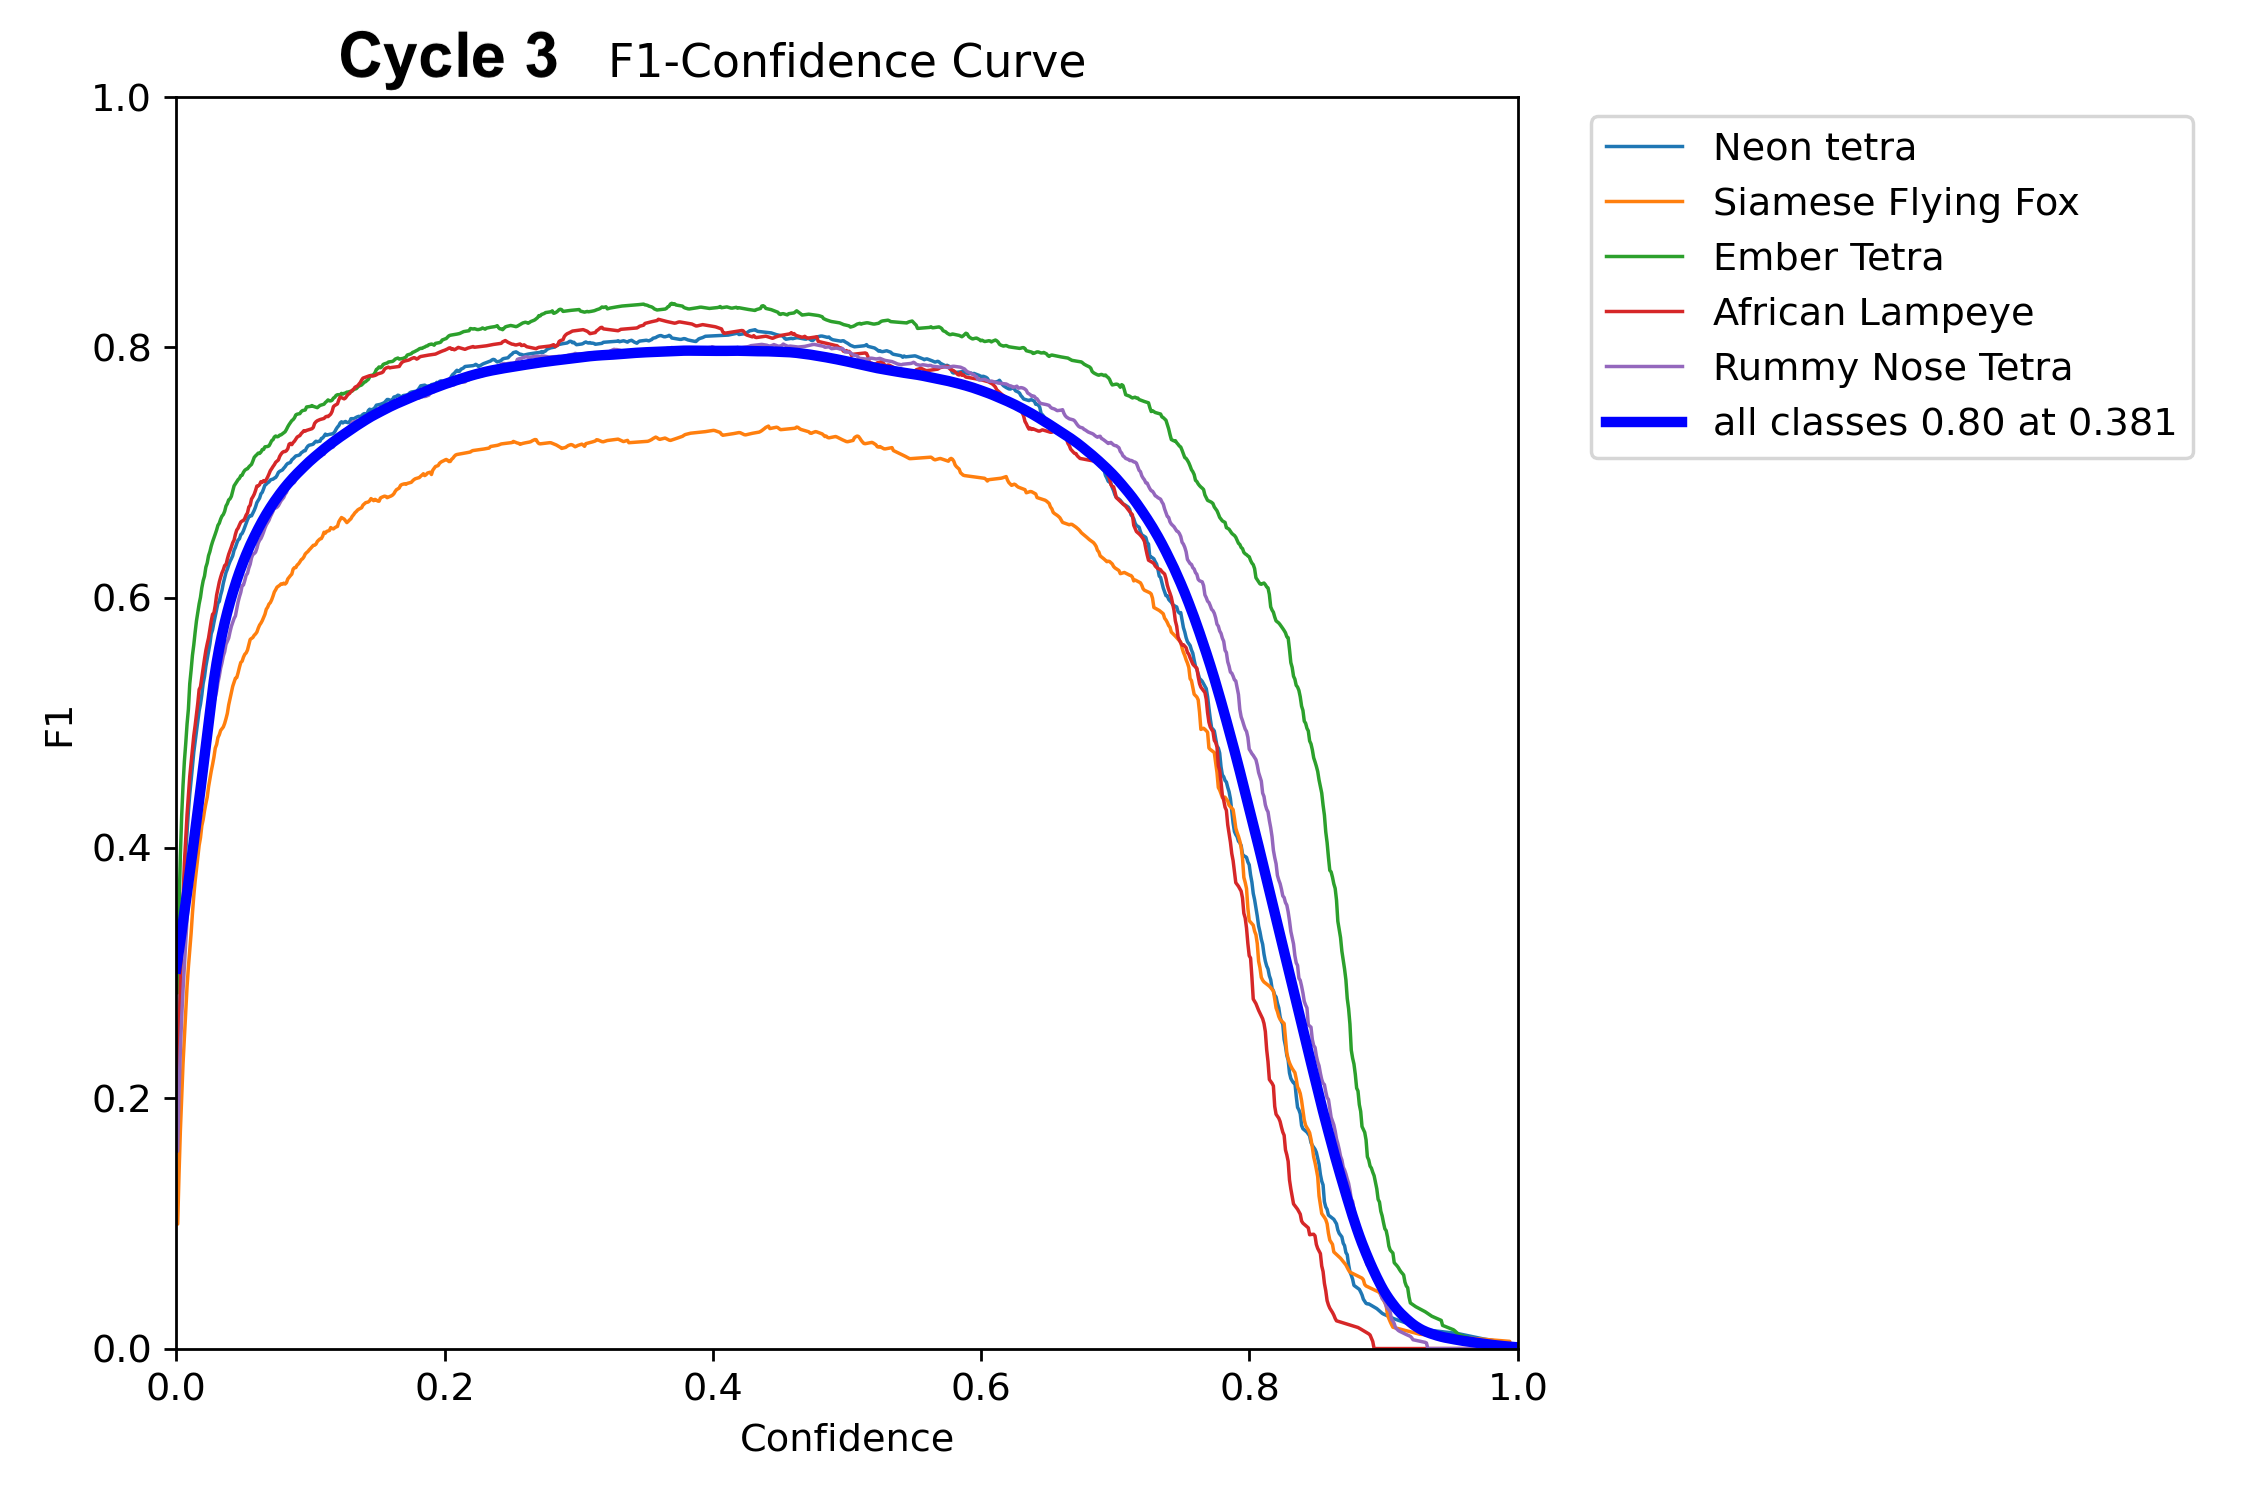 Cycle 3 F1-Confidence Curve
1.0
0.8
0.6
0.4
0.2
0.0
F1
0.0 0.2 0.4 0.6 0.8 1.0
Confidence
Neon tetra
Siamese Flying Fox
Ember Tetra
African Lampeye
Rummy Nose Tetra
all classes 0.80 at 0.381